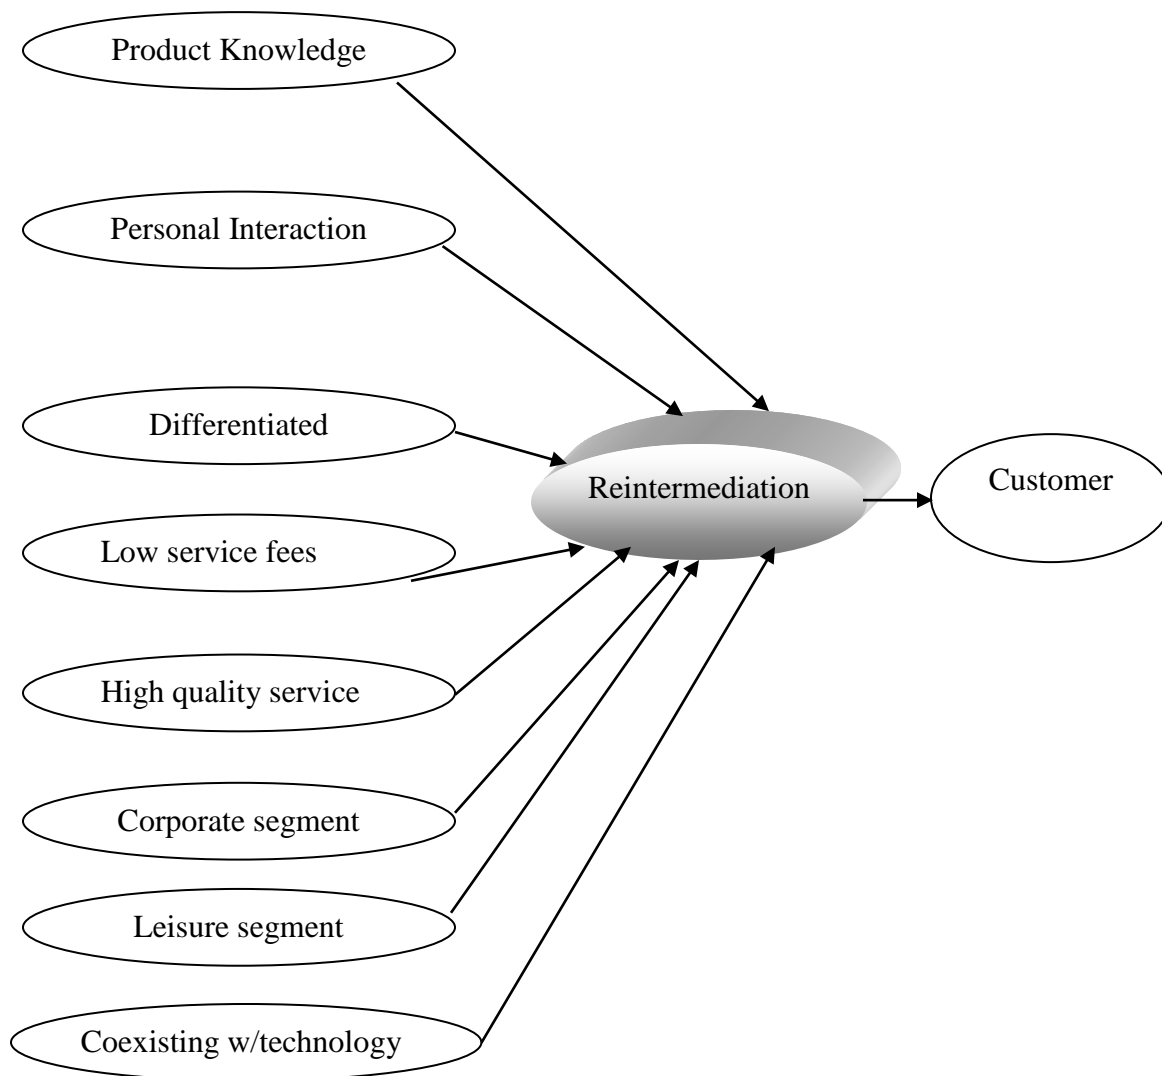 Product Knowledge
Personal Interaction
Differentiated
Low service fees
High quality service
Corporate segment
Leisure segment
Coexisting w/technology
Reintermediation
Customer